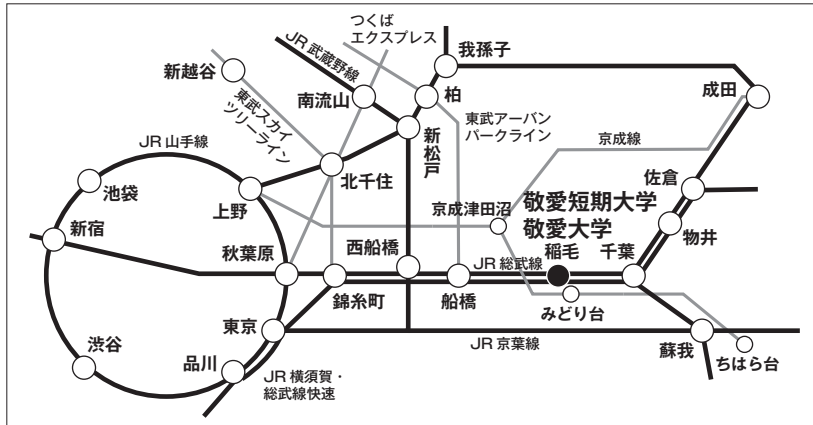 つくば
エクスプレス
JR 武蔵野線
我孫子
新越谷
南流山
柏
成田
東武スカイ
ツリーライン
東武アーバン
パークライン
JR 山手線
新松戸
京成線
池袋
北千住
佐倉
上野
京成津田沼
敬愛短期大学
敬愛大学
新宿
物井
秋葉原
西船橋
JR 総武線
稲毛
千葉
錦糸町
船橋
みどり台
東京
渋谷
品川
JR 京葉線
蘇我
ちはら台
JR 横須賀・
総武線快速